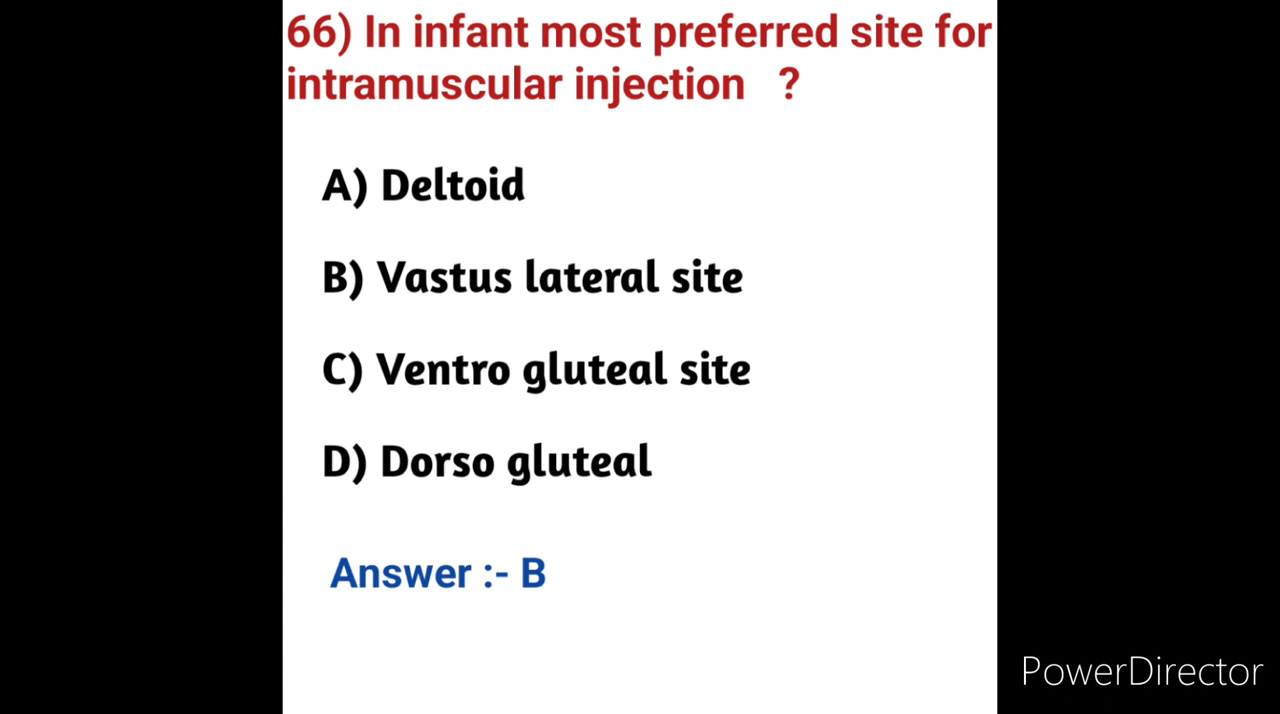 66) In infant most preferred site for
intramuscular injection ?
A) Deltoid
B) Vastus lateral site
C) Ventro gluteal site
D) Dorso gluteal
Answer :- B
PowerDirector